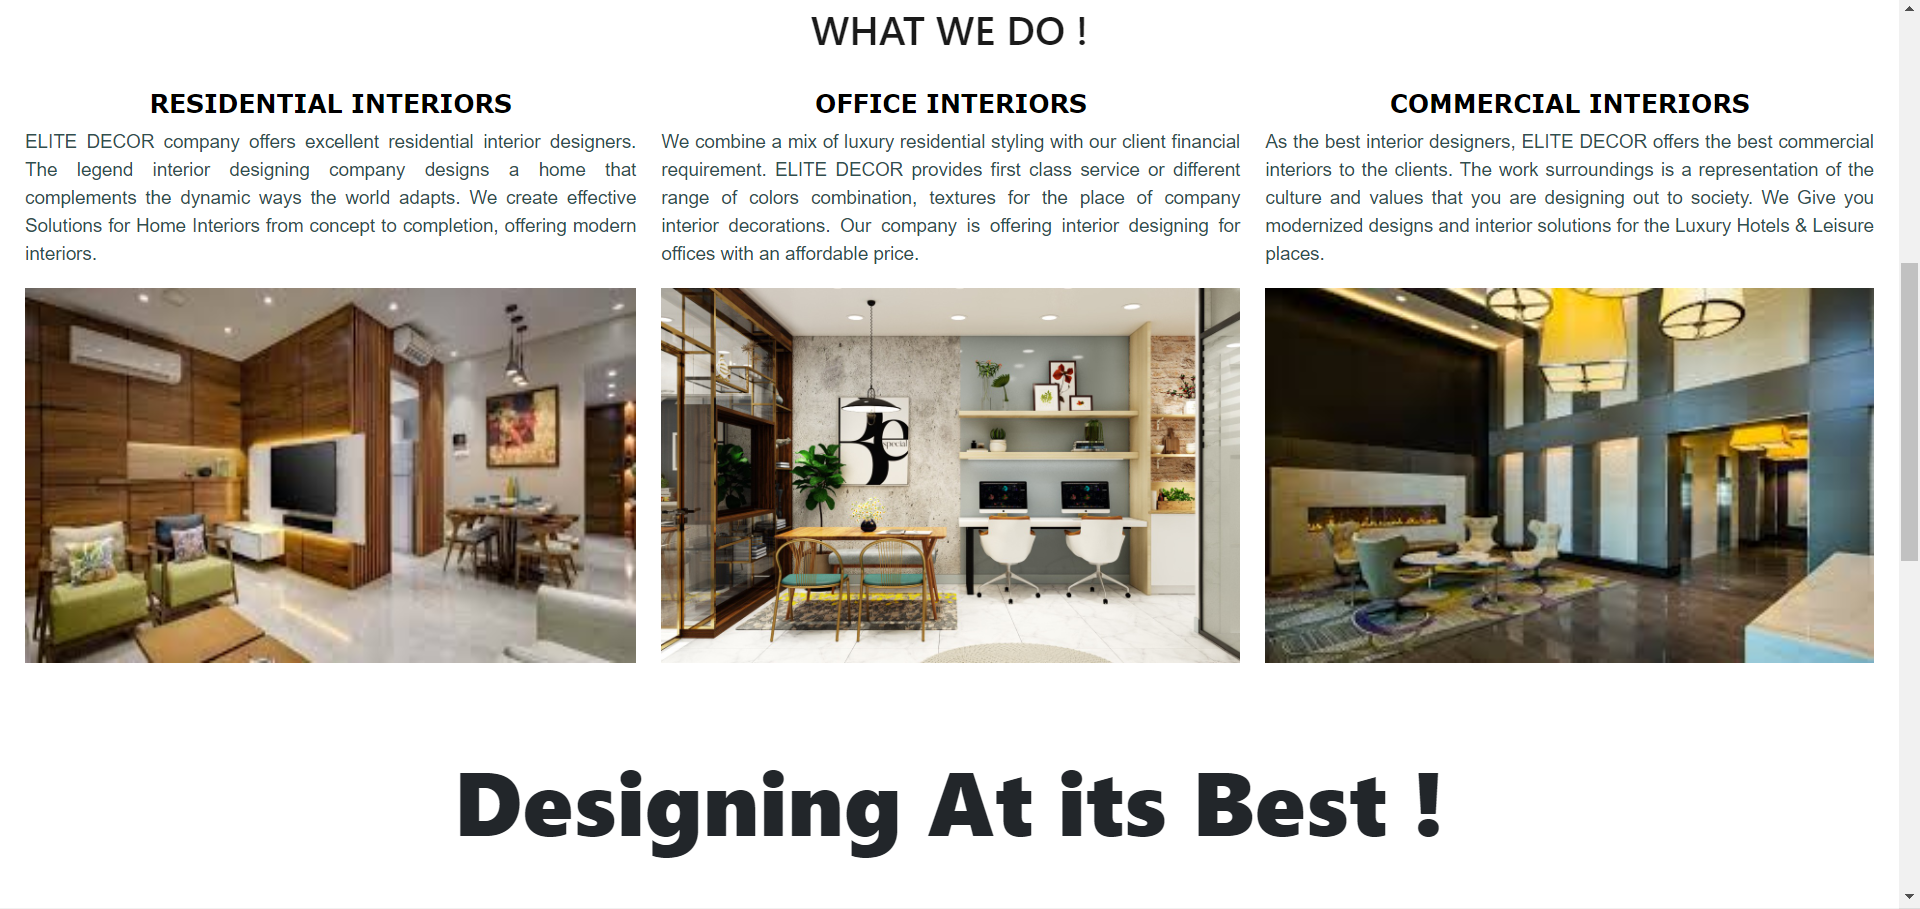 WHAT WE DO !
RESIDENTIAL INTERIORS
ELITE DECOR company offers excellent residential interior designers.
The legend interior designing company designs a home that
complements the dynamic ways the world adapts. We create effective
Solutions for Home Interiors from concept to completion, offering modern
interiors.
OFFICE INTERIORS
We combine a mix of luxury residential styling with our client financial
requirement. ELITE DECOR provides first class service or different
range of colors combination, textures for the place of company
interior decorations. Our company is offering interior designing for
offices with an affordable price.
COMMERCIAL INTERIORS
As the best interior designers, ELITE DECOR offers the best commercial
interiors to the clients. The work surroundings is a representation of the
culture and values that you are designing out to society. We Give you
modernized designs and interior solutions for the Luxury Hotels & Leisure
places.
special
Designing At its Best !